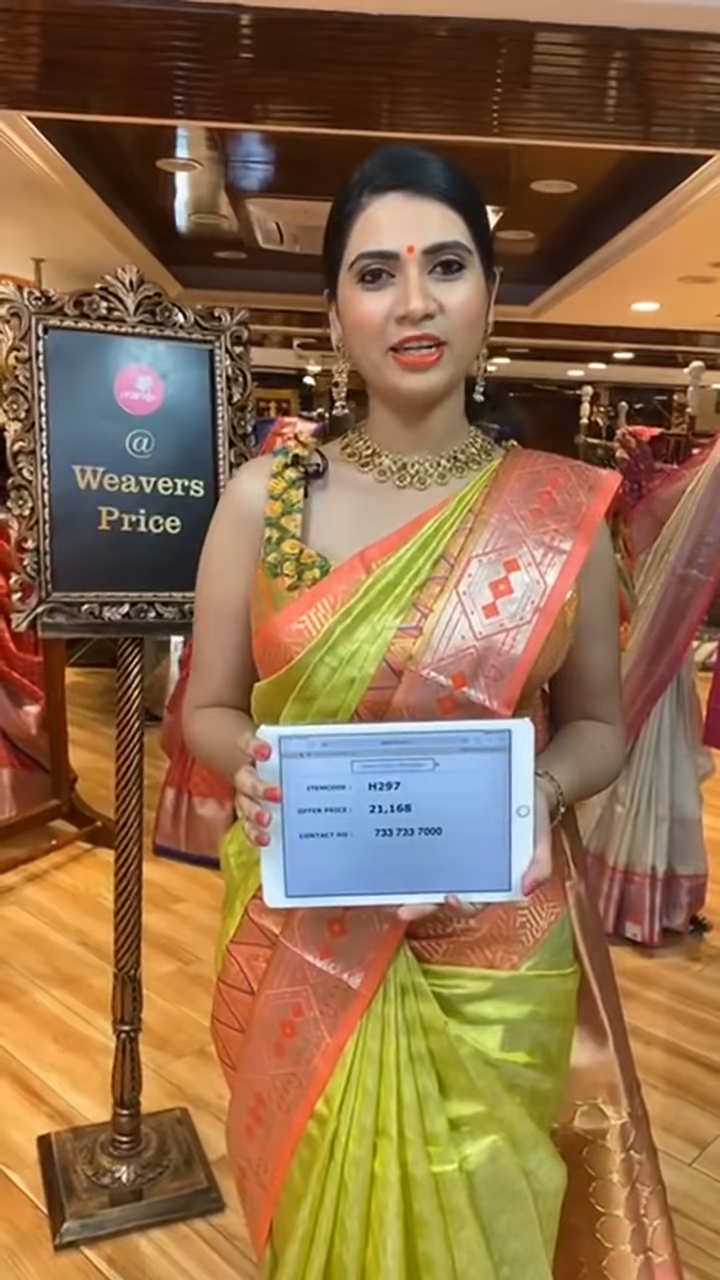 @
Weavers
Price
ITEMCODE : H297
OFFER PRICE : 21,168
CONTACT NO : 733 733 7000